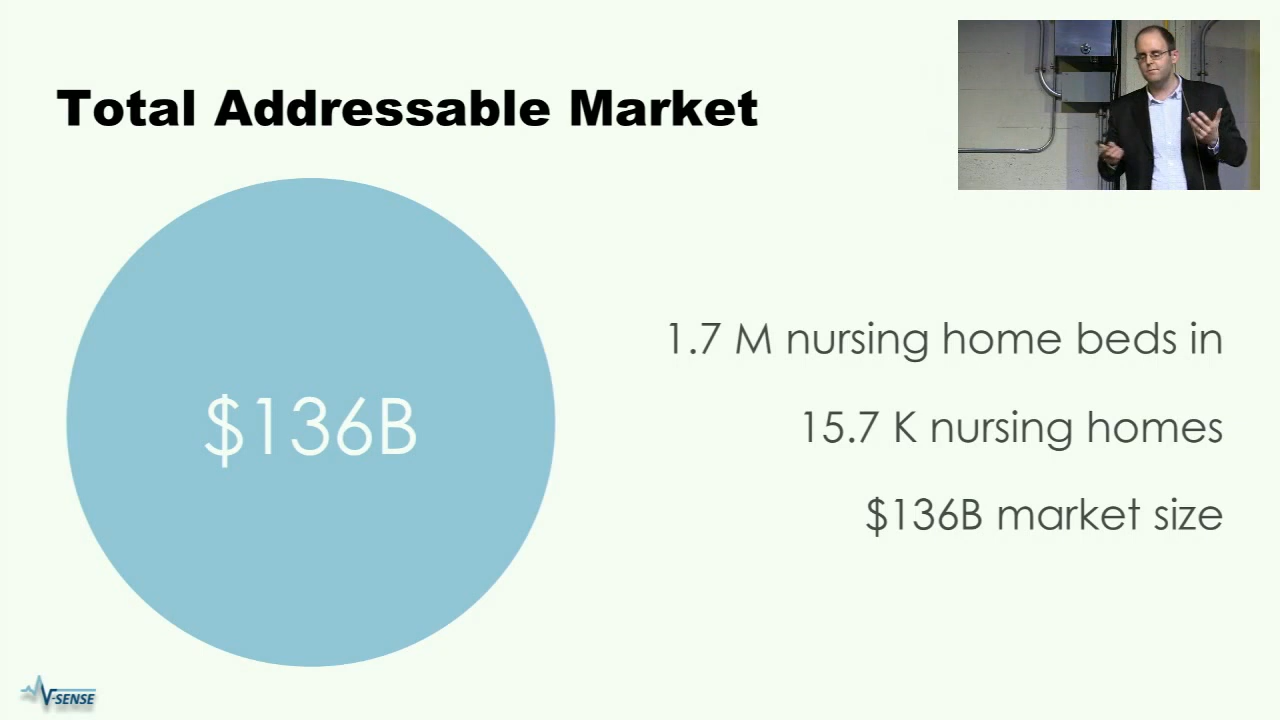 Total Addressable Market
$136B
1.7 M nursing home beds in
15.7 K nursing homes
$136B market size
V-SENSE